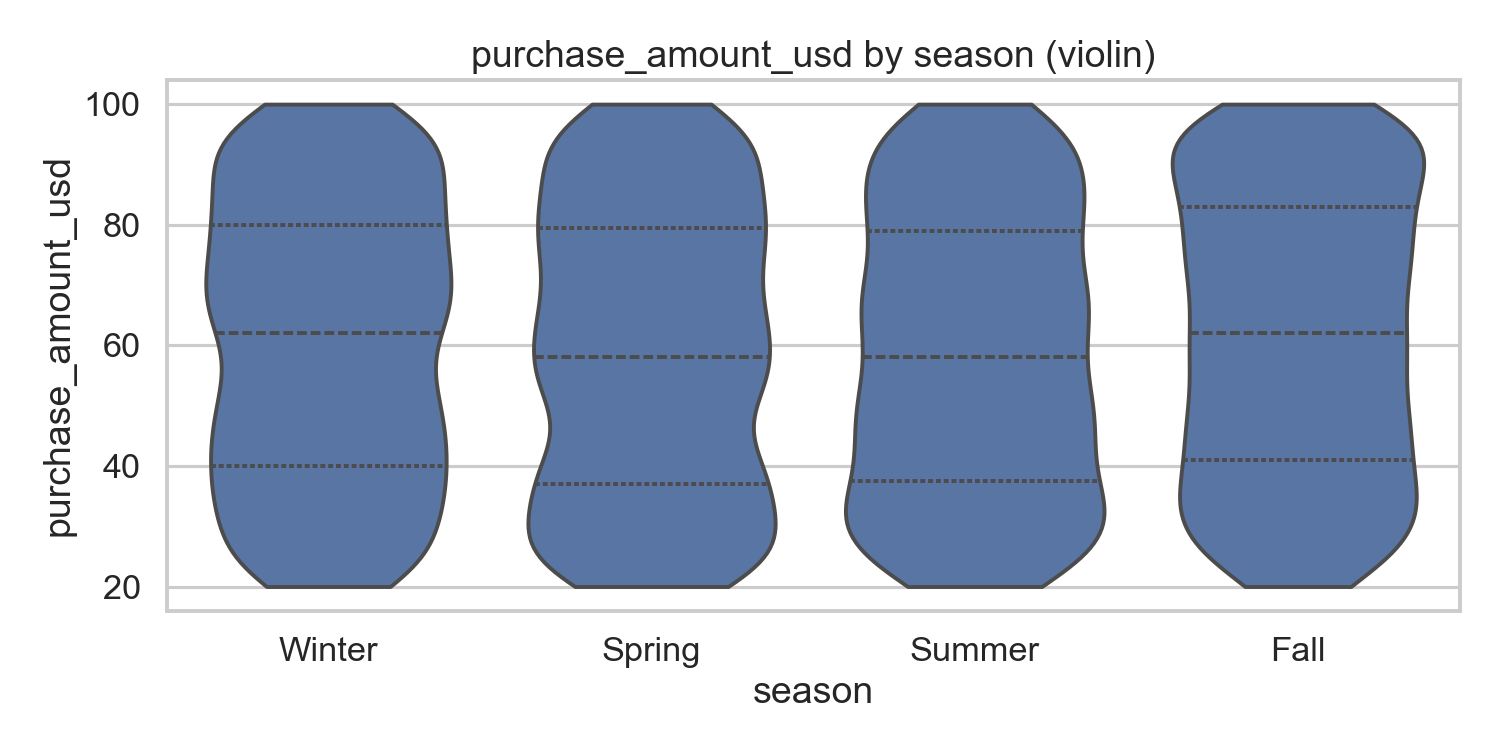 purchase_amount_usd by season (violin)
purchase_amount_usd
100
80
60
40
20
Winter Spring Summer Fall
season